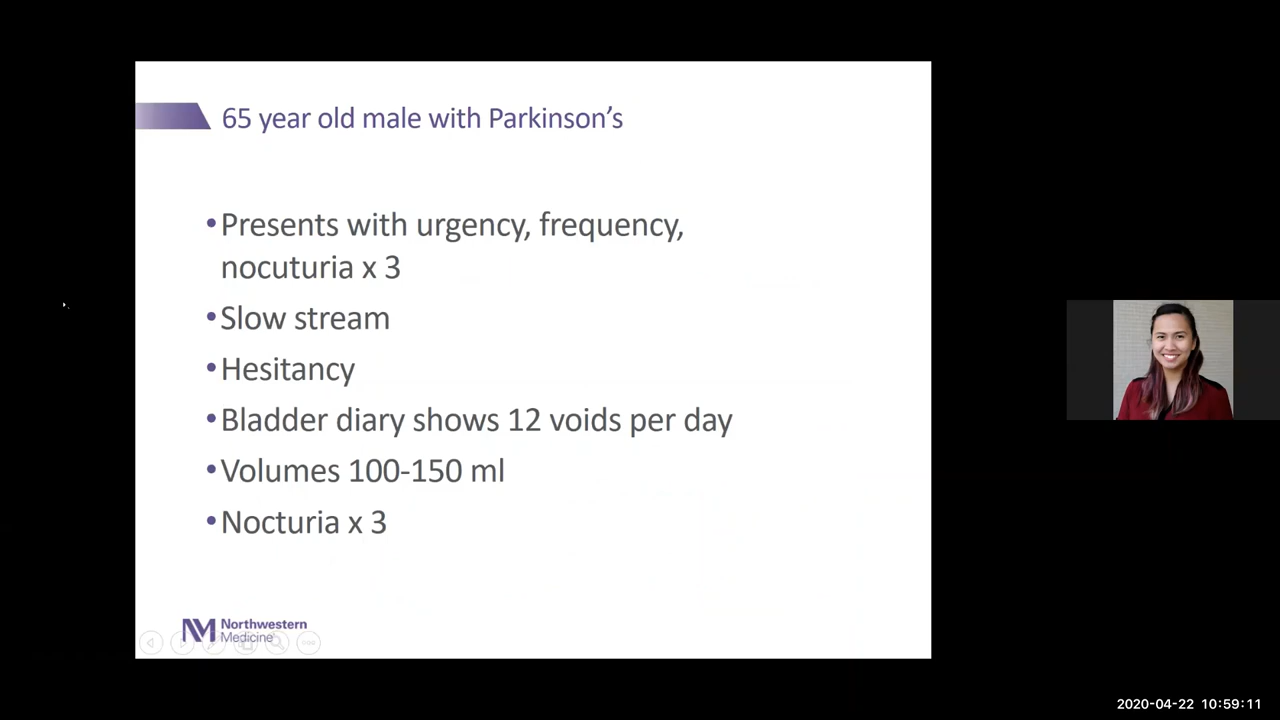 65 year old male with Parkinson’s
•Presents with urgency, frequency,
nocuturia x 3
•Slow stream
•Hesitancy
•Bladder diary shows 12 voids per day
•Volumes 100-150 ml
•Nocturia x 3
NM Northwestern
Medicine
2020-04-22 10:59:11